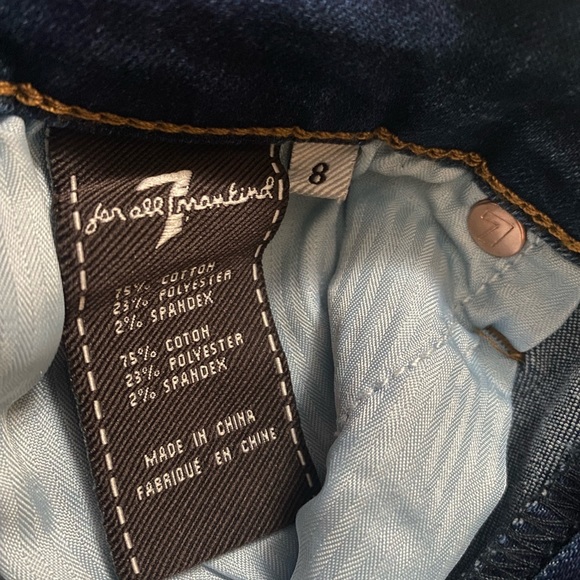 7
for all mankind
8
75% COTTON
23% POLYESTER
2% SPANDEX
75% COTON
23% POLYESTER
2% SPANDEX
MADE IN CHINA
FABRIQUE EN CHINE